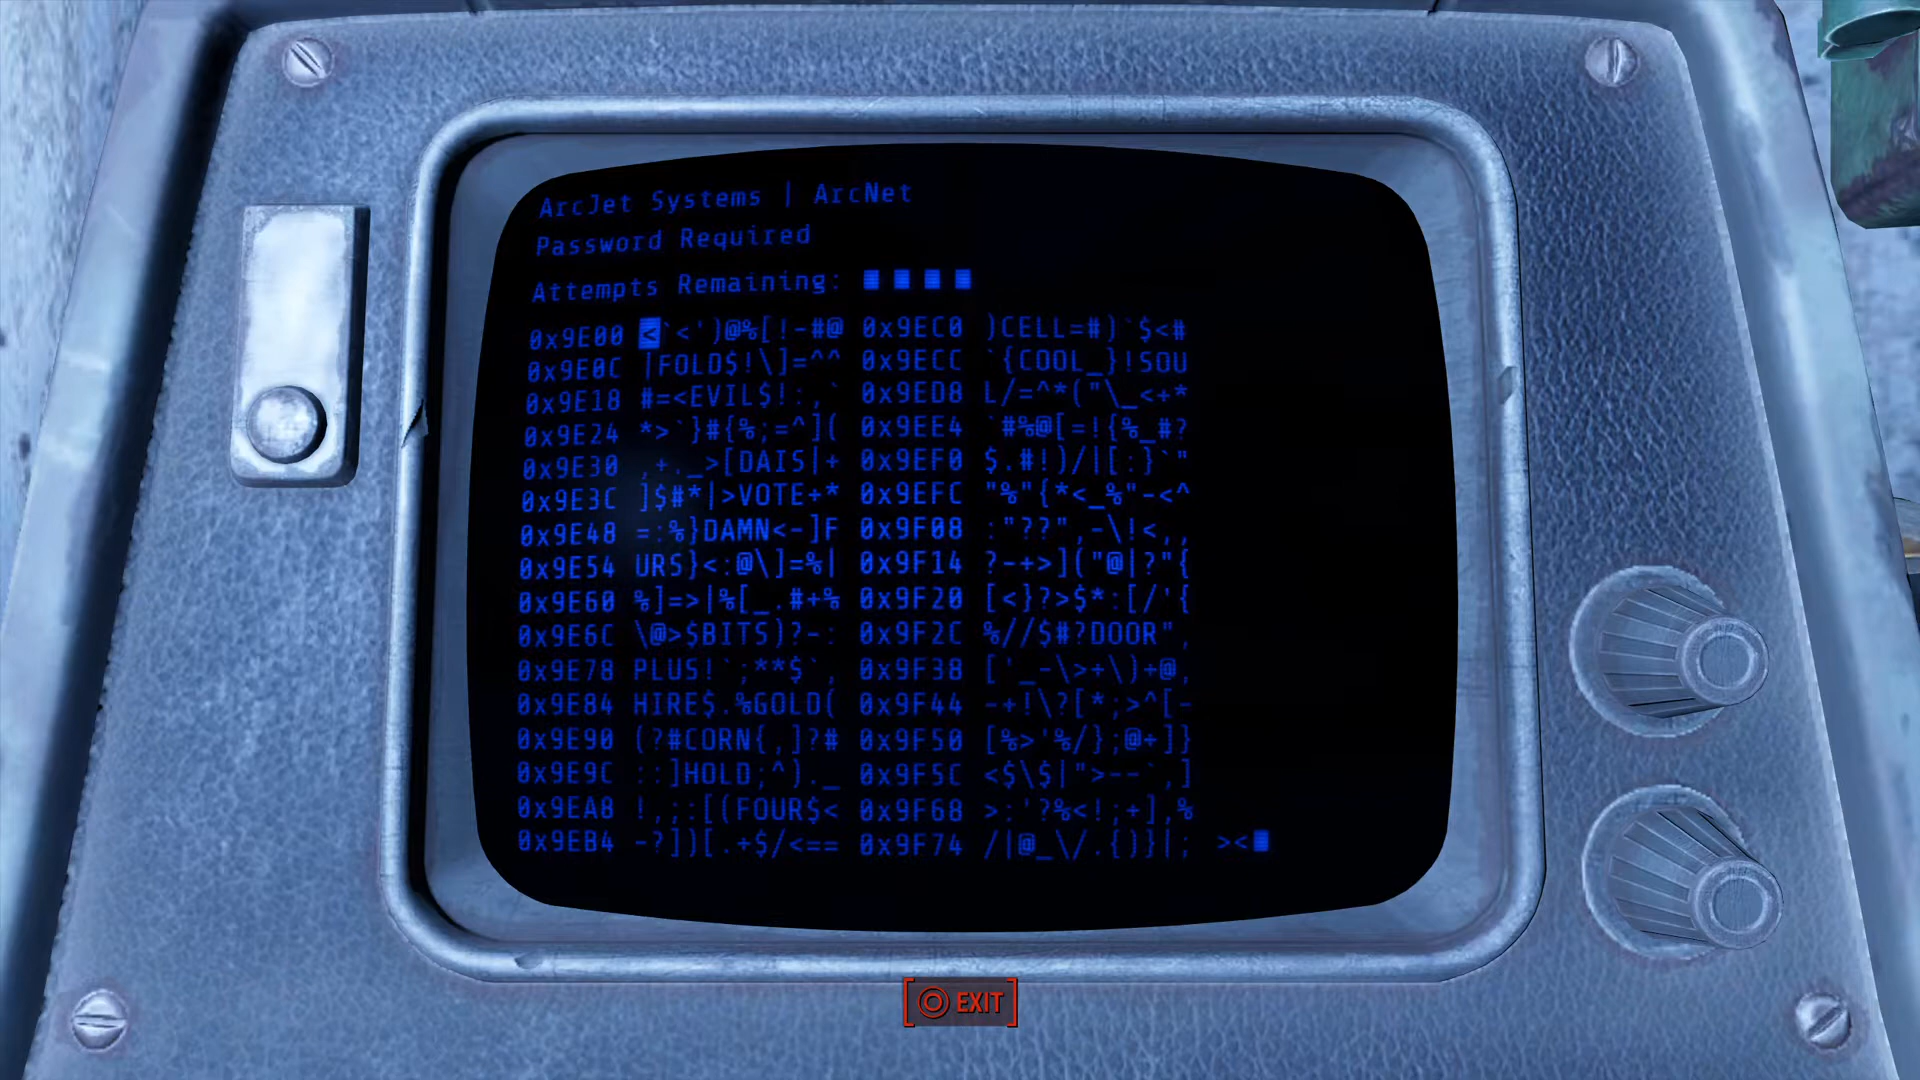 ArcJet Systems | ArcNet
Password Required
Attempts Remaining: ■ ■ ■ ■
0x9E00 <`<')@%[!-#@ 0x9EC0 )CELL=#)`$<#
0x9E0C |FOLD$!\]=^^ 0x9ECC `{COOL_}!SOU
0x9E18 #=<EVIL$!:,` 0x9ED8 L/=^*("\_<+*
0x9E24 *>`}#{%;=^]( 0x9EE4 `#%@[=!{%_#?
0x9E30 ,+._>[DAIS|+ 0x9EF0 $.#!)/|[:}`"
0x9E3C ]$#*|>VOTE+* 0x9EFC "%"{*<_%"-<^
0x9E48 =:%}DAMN<-]F 0x9F08 :"??",-\!<,,
0x9E54 URS}<:@\]=%| 0x9F14 ?-+>]("@|?"{
0x9E60 %]=>|%[_.#+% 0x9F20 [<}?>$*:[/'{
0x9E6C \@>$BITS)?-: 0x9F2C %//$#?DOOR",
0x9E78 PLUS!`;**$`, 0x9F38 ['_-\>+\)+@,
0x9E84 HIRE$.%GOLD( 0x9F44 -+!\?[*;>^[-
0x9E90 (?#CORN{,]?# 0x9F50 [%>'%/};@+]}
0x9E9C ::]HOLD;^)._ 0x9F5C <$\$|">--`,]
0x9EA8 !,;:[(FOUR$< 0x9F68 >:'?%<!;+],%
0x9EB4 -?])[.+$/<== 0x9F74 /|@_\/.{)}|; ><■
EXIT